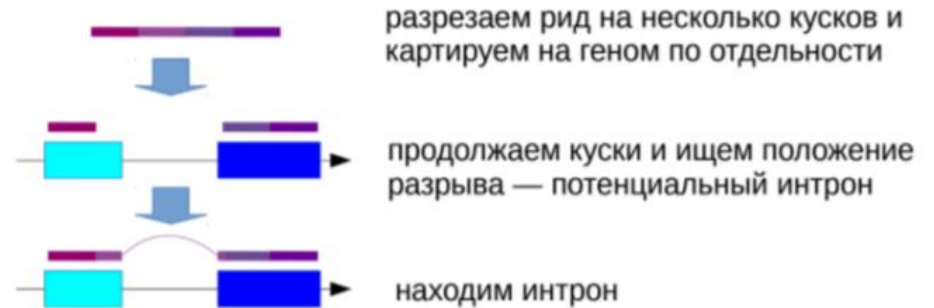 разрезаем рид на несколько кусков и
картируем на геном по отдельности
продолжаем куски и ищем положение
разрыва — потенциальный интрон
находим интрон